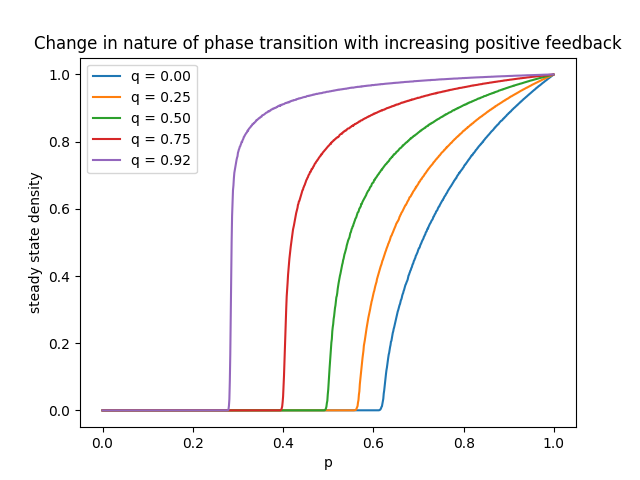 Change in nature of phase transition with increasing positive feedback
q = 0.00
q = 0.25
q = 0.50
q = 0.75
q = 0.92
steady state density
1.0
0.8
0.6
0.4
0.2
0.0
0.0 0.2 0.4 0.6 0.8 1.0
p